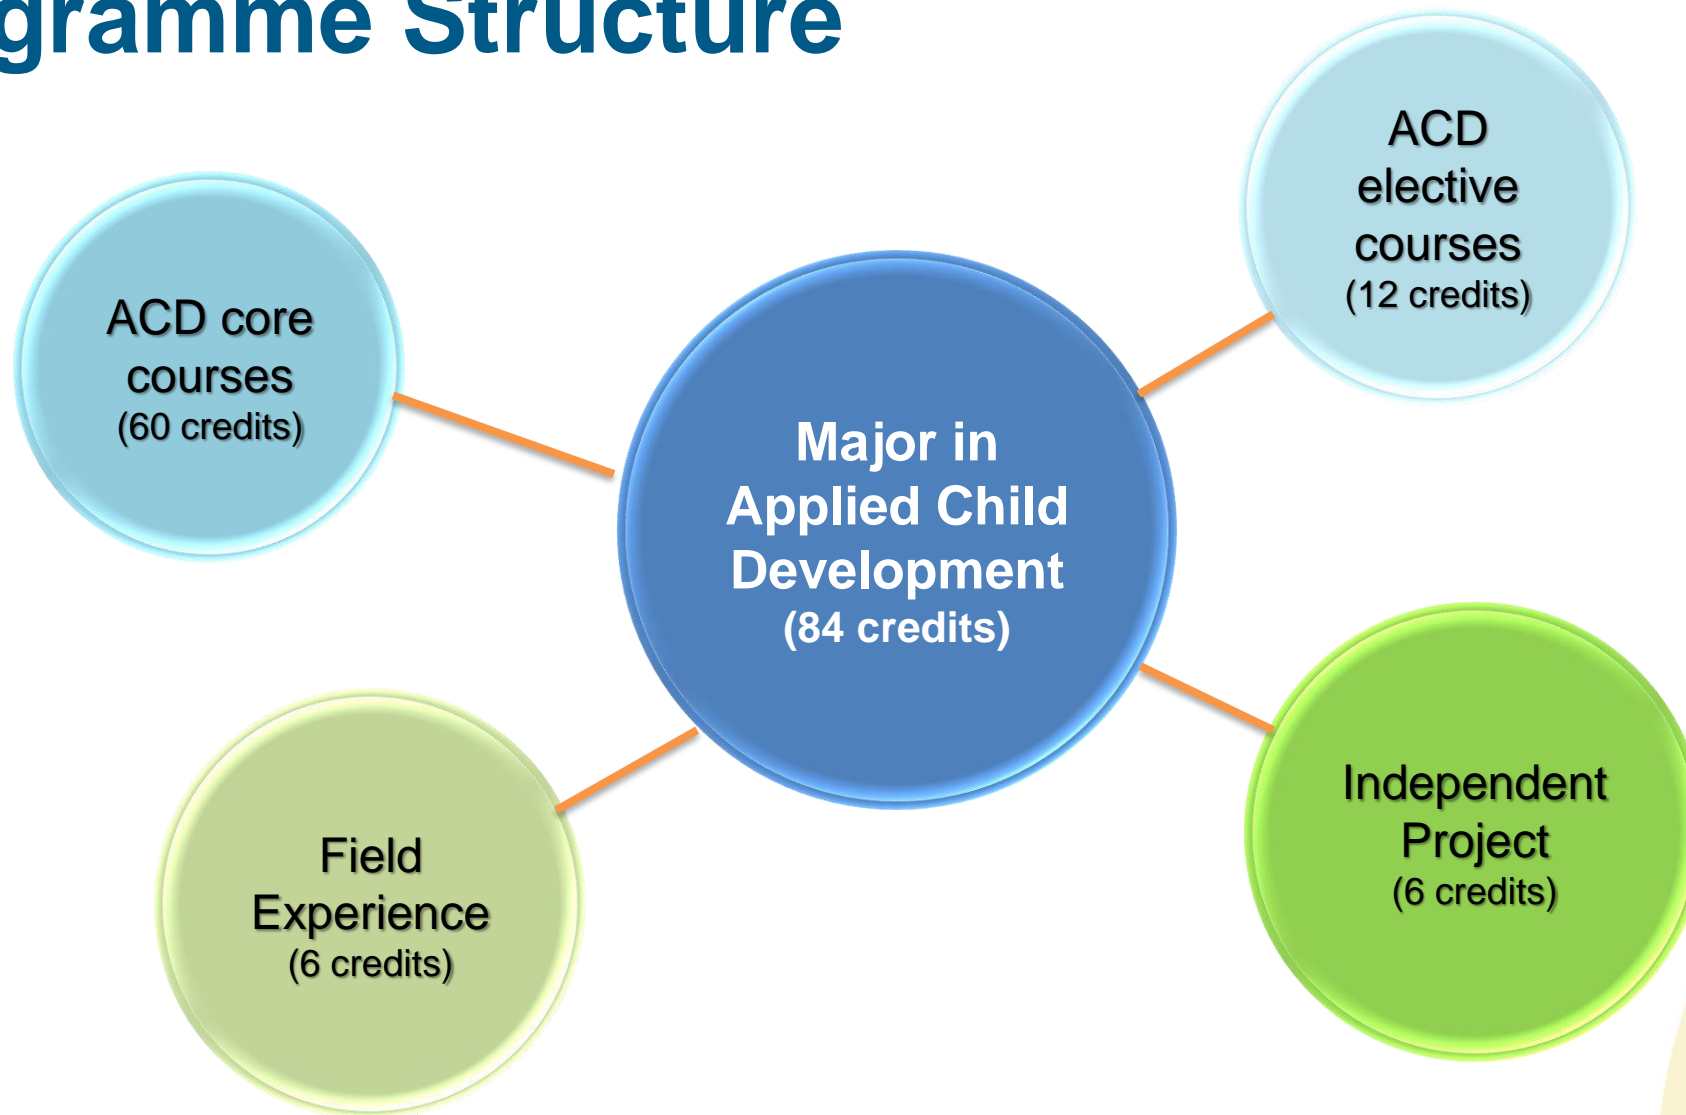 gramme Structure
ACD core
courses
(60 credits)
ACD
elective
courses
(12 credits)
Major in
Applied Child
Development
(84 credits)
Field
Experience
(6 credits)
Independent
Project
(6 credits)